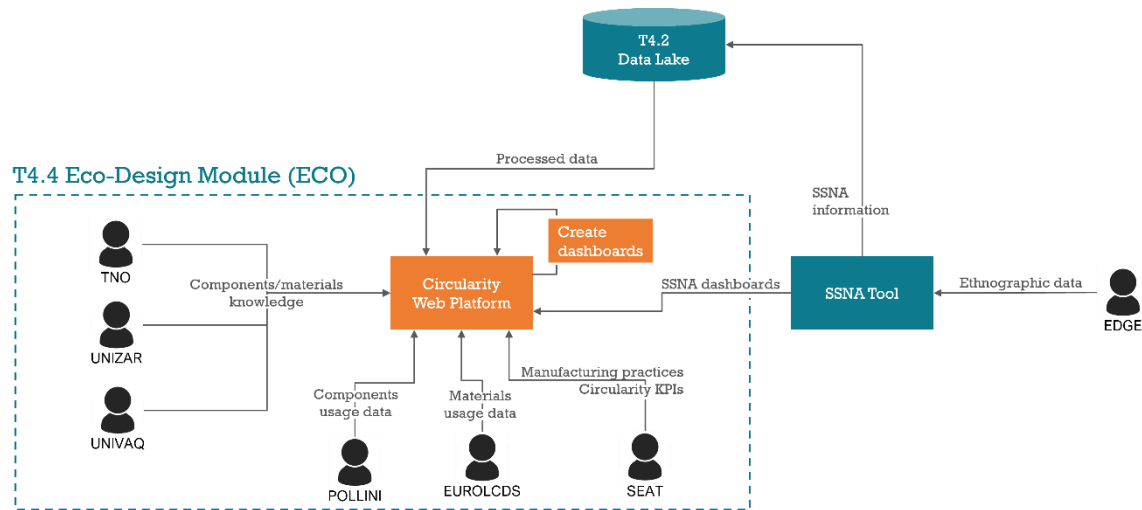 T4.2
Data Lake
Processed data
T4.4 Eco-Design Module (ECO)
SSNA
information
Create
dashboards
TNO
Components/materials
knowledge
Circularity
Web Platform
SSNA dashboards
SSNA Tool
Ethnographic data
EDGE
UNIZAR
Manufacturing practices
Circularity KPIs
Components
usage data
Materials
usage data
UNIVAQ
POLLINI
EUROLCDS
SEAT